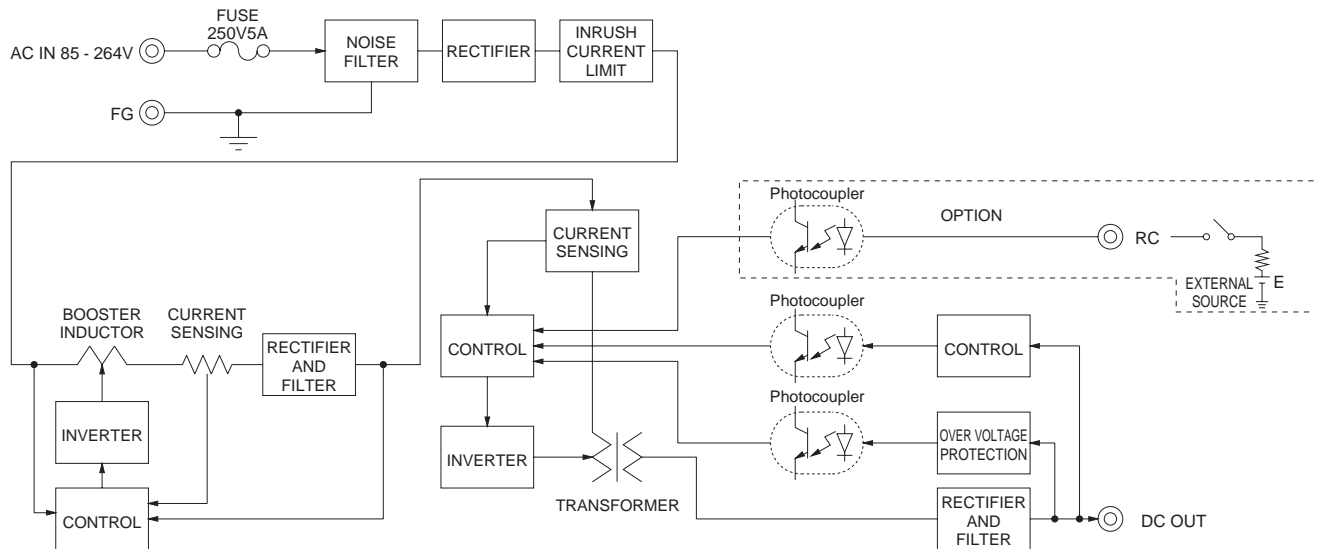 FUSE
250V5A
AC IN 85 - 264V
NOISE
FILTER
RECTIFIER
INRUSH
CURRENT
LIMIT
FG
Photocoupler
OPTION
RC
E
EXTERNAL
SOURCE
CURRENT
SENSING
BOOSTER
INDUCTOR
CURRENT
SENSING
RECTIFIER
AND
FILTER
CONTROL
Photocoupler
CONTROL
Photocoupler
INVERTER
INVERTER
OVER VOLTAGE
PROTECTION
TRANSFORMER
CONTROL
RECTIFIER
AND
FILTER
DC OUT